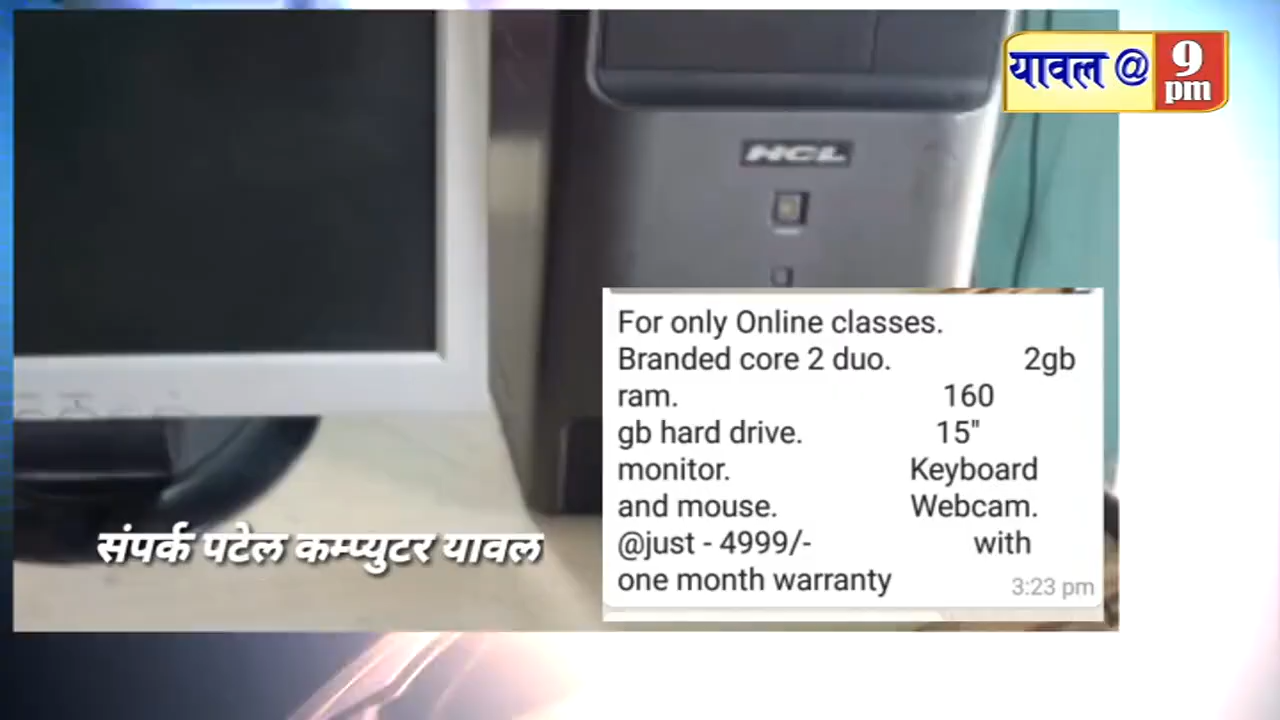 यावल @ 9 pm
HCL
For only Online classes.
Branded core 2 duo. 2gb
ram. 160
gb hard drive. 15"
monitor. Keyboard
and mouse. Webcam.
@just - 4999/- with
one month warranty
3:23 pm
संपर्क पटेल कम्प्युटर यावल